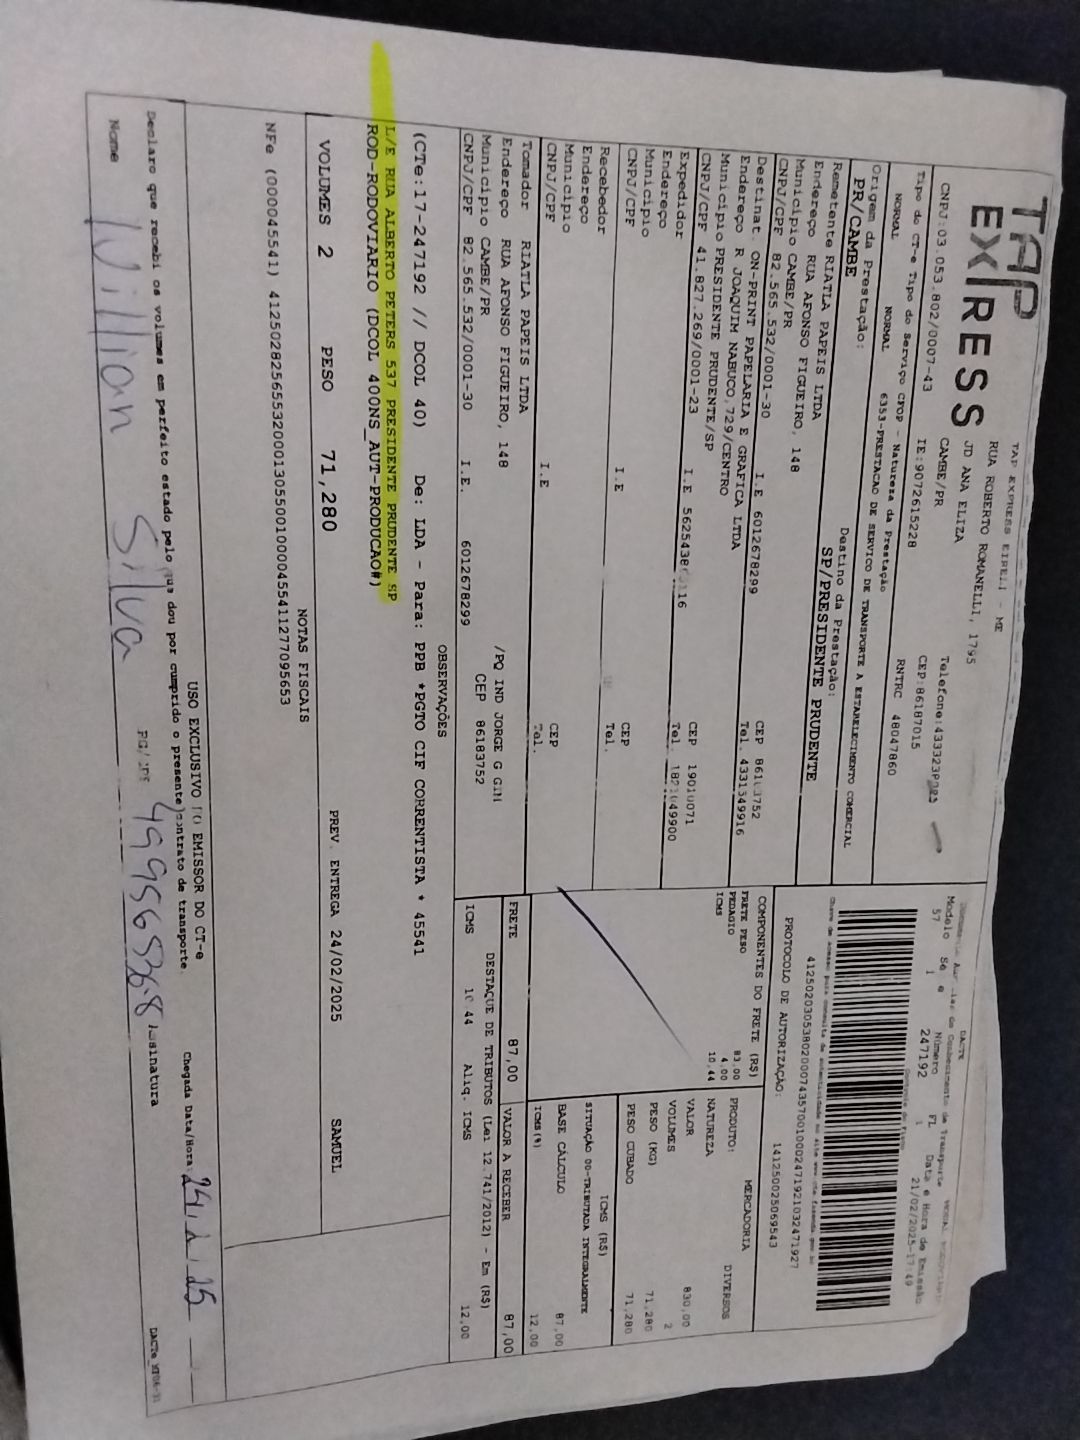 TAP
EXPRESS
TAP EXPRESS EIRELI - ME
RUA ROBERTO ROMANELLI, 1795
JD ANA ELIZA
CAMBE/PR
CEP:86187015
CNPJ:03.053.802/0007-43
IE:9072615228
RNTRC 48047860
Tipo do CT-e Tipo do Serviço CFOP - Natureza da Prestação
NORMAL NORMAL 6353-PRESTACAO DE SERVICO DE TRANSPORTE A ESTABELECIMENTO COMERCIAL
Origem da Prestação: Destino da Prestação:
PR/CAMBE SP/PRESIDENTE PRUDENTE
Modelo
57 1 247192 1 21/02/2025-17:49
Número FL Data e Hora de Emissão
41250203053802000743570010002471921032471927
PROTOCOLO DE AUTORIZAÇÃO: 141250025069543
Remetente RIATLA PAPEIS LTDA
Endereço RUA AFONSO FIGUEIRO, 148
Município CAMBE/PR
CNPJ/CPF 82.565.532/0001-30 I.E 6012678299
Tel. 4331549916
Destinat. ON-PRINT PAPELARIA E GRAFICA LTDA
Endereço R JOAQUIM NABUCO,729/CENTRO
Município PRESIDENTE PRUDENTE/SP CEP 19010071
CNPJ/CPF 41.827.269/0001-23
Expedidor
Endereço
Município CEP
CNPJ/CPF I.E Tel.
Recebedor
Endereço
Município CEP
CNPJ/CPF I.E Tel.
Tomador RIATLA PAPEIS LTDA
Endereço RUA AFONSO FIGUEIRO, 148 /PQ IND JORGE G GIM
Município CAMBE/PR CEP 86183752
CNPJ/CPF 82.565.532/0001-30 I.E. 6012678299
COMPONENTES DO FRETE (R$)
FRETE PESO 83,00
PEDAGIO 4,00
ICMS 10,44
MERCADORIA
PRODUTO: DIVERSOS
NATUREZA
VALOR 830,00
VOLUMES 2
PESO (KG) 71,280
PESO CUBADO 71,280
ICMS (R$)
SITUAÇÃO 00-TRIBUTADA INTEGRALMENTE
BASE CÁLCULO 87,00
ICMS(%) 12,00
FRETE 87,00 VALOR A RECEBER 87,00
DESTAQUE DE TRIBUTOS (Lei 12.741/2012) - Em (R$)
ICMS 10 44 Aliq. ICMS 12,00
OBSERVAÇÕES
(CTe:17-247192 // DCOL 40) De: LDA - Para: PPB *PGTO CIF CORRENTISTA * 45541
L/E RUA ALBERTO PETERS 537 PRESIDENTE PRUDENTE SP
ROD-RODOVIARIO (DCOL 400NS_AUT-PRODUCAO#)
VOLUMES 2 PESO 71,280 PREV. ENTREGA 24/02/2025 SAMUEL
NOTAS FISCAIS
NFe (000045541) 41250282565532000130550010000455411277095653
USO EXCLUSIVO DO EMISSOR DO CT-e
Declaro que recebi os volumes em perfeito estado pelo que dou por cumprido o presente contrato de transporte.
Chegada Data/Hora 24/2/25
Nome Willian Silva
Assinatura